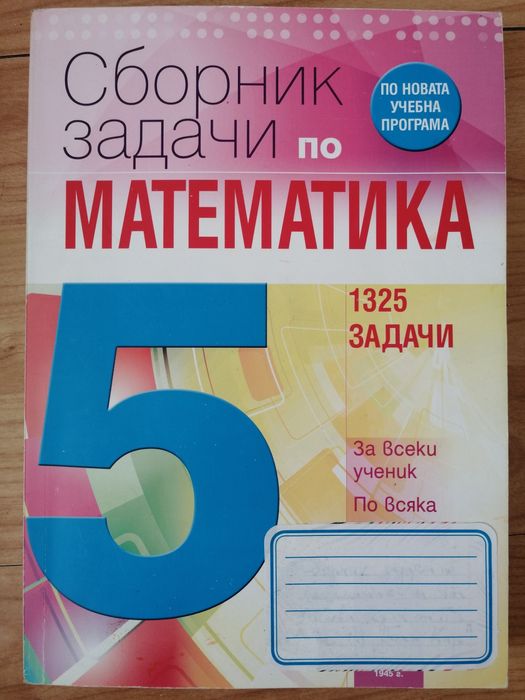 Сборник
задачи по
МАТЕМАТИКА
ПО НОВАТА
УЧЕБНА
ПРОГРАМА
5
1325
ЗАДАЧИ
За всеки
ученик
По всяка
1945 г.